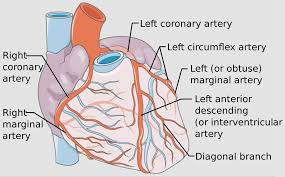 Left coronary artery
Left circumflex artery
Right
coronary
artery
Left (or obtuse)
marginal artery
Left anterior
descending
(or interventricular
artery
Right
marginal
artery
Diagonal branch